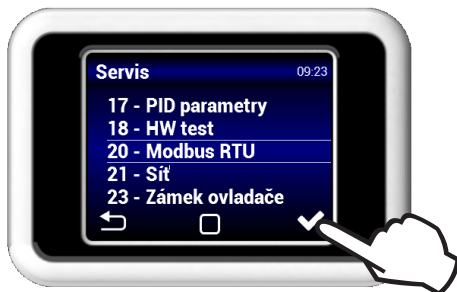 Servis 09:23
17 - PID parametry
18 - HW test
20 - Modbus RTU
21 - Síť
23 - Zámek ovladače